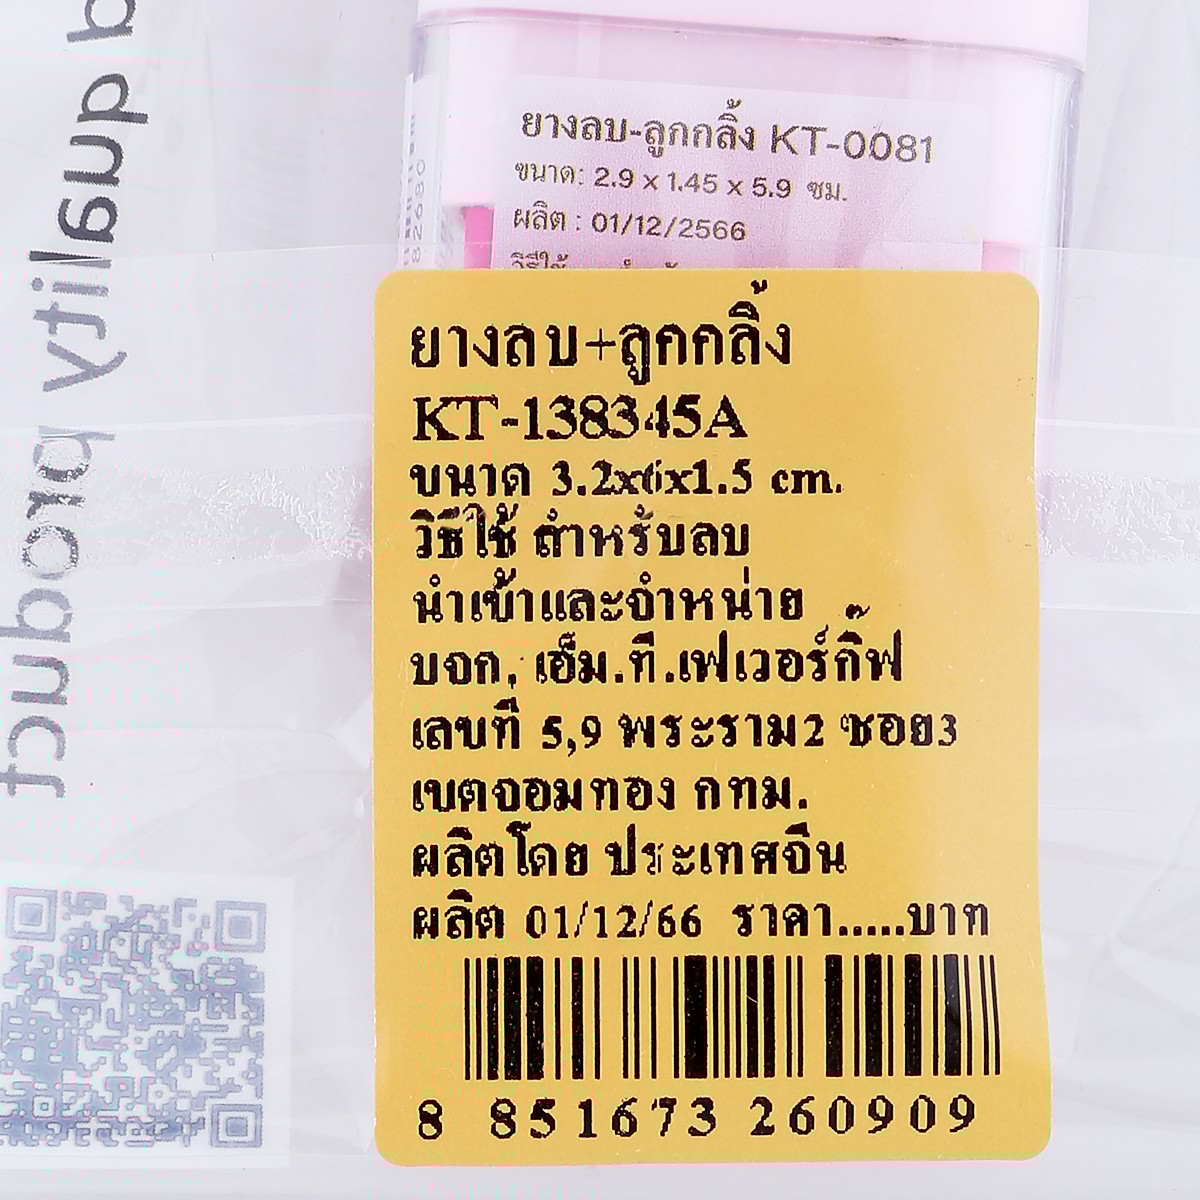 ยางลบ-ลูกกลิ้ง KT-0081
ขนาด: 2.9 x 1.45 x 5.9 ซม.
ผลิต : 01/12/2566
วิธีใช้
ยางลบ+ลูกกลิ้ง
KT-138345A
ขนาด 3.2x6x1.5 cm.
วิธีใช้ สำหรับลบ
นำเข้าและจำหน่าย
บจก. เอ็ม.ที.เฟเวอร์กิ๊ฟ
เลขที่ 5,9 พระราม2 ซอย3
เขตจอมทอง กทม.
ผลิตโดย ประเทศจีน
ผลิต 01/12/66 ราคา.....บาท
8 851673 260909
quality product